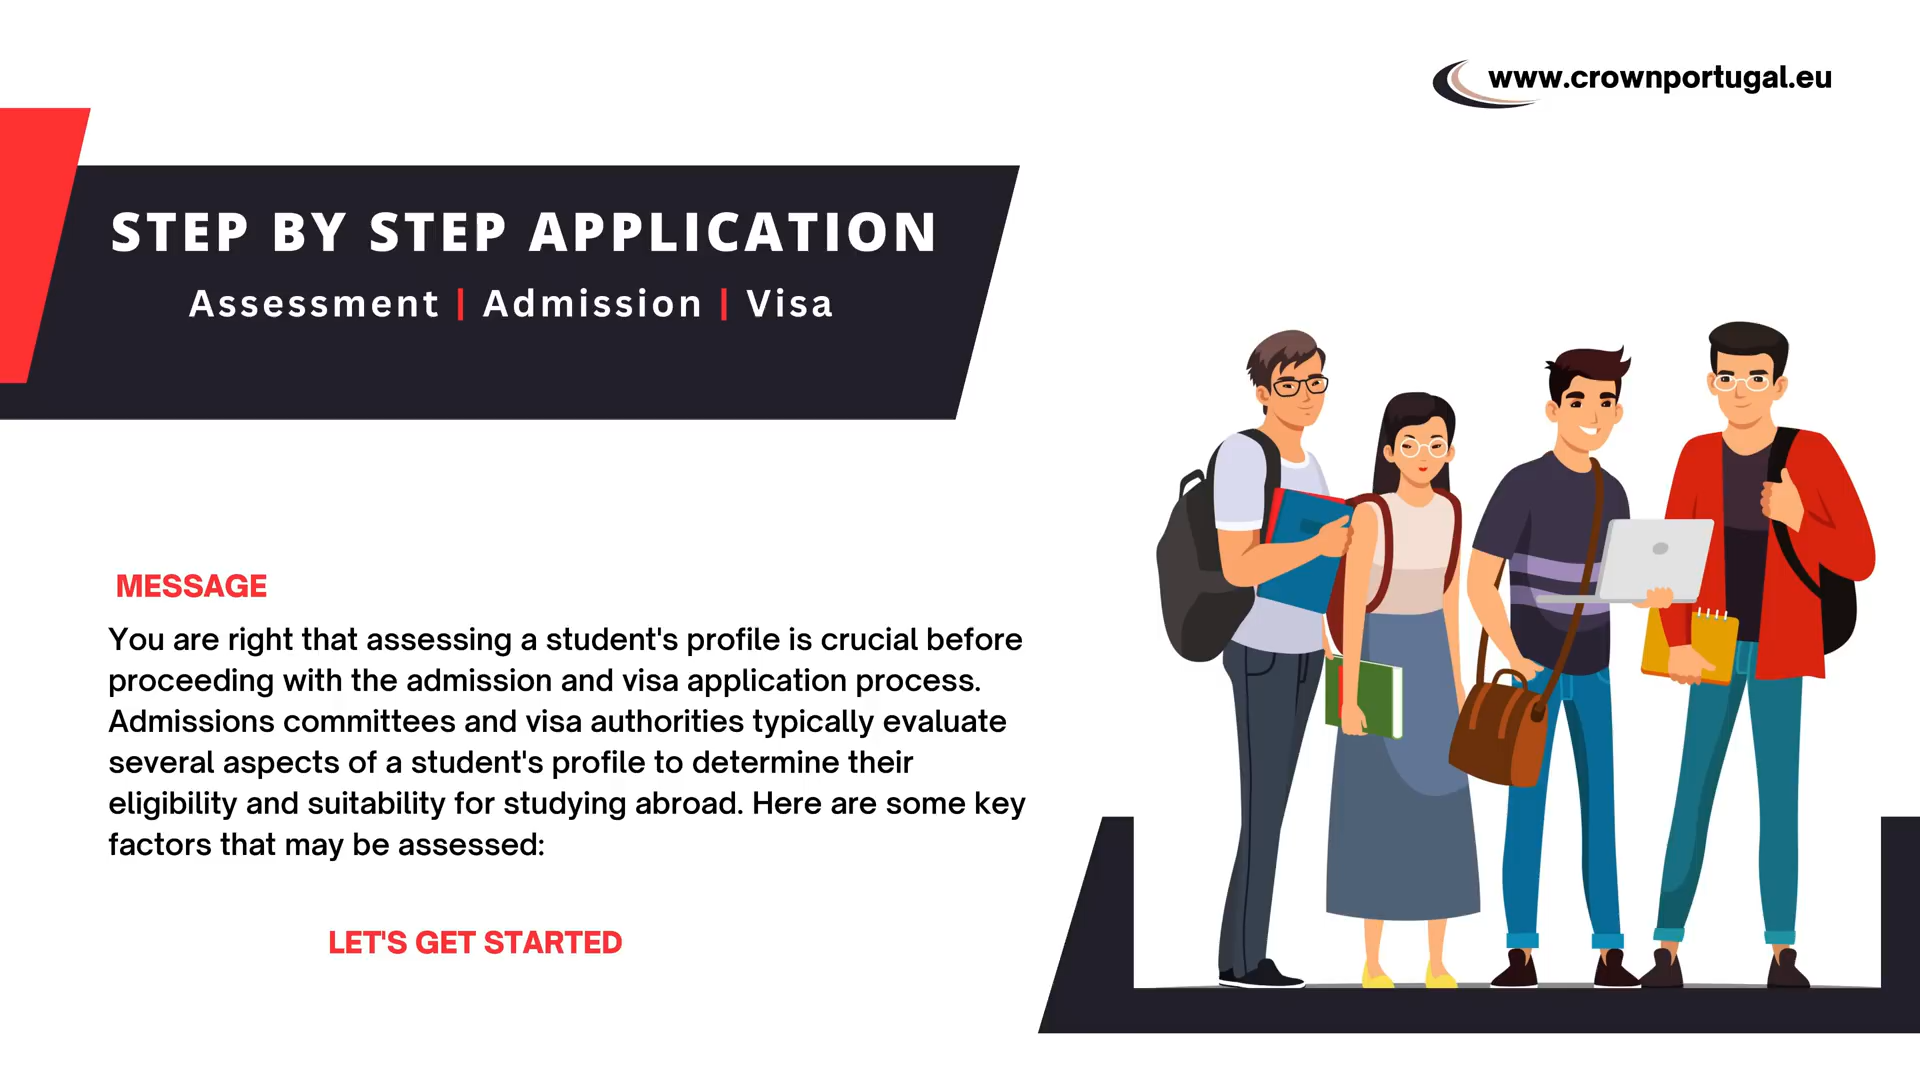 www.crownportugal.eu
STEP BY STEP APPLICATION
Assessment | Admission | Visa
MESSAGE
You are right that assessing a student's profile is crucial before
proceeding with the admission and visa application process.
Admissions committees and visa authorities typically evaluate
several aspects of a student's profile to determine their
eligibility and suitability for studying abroad. Here are some key
factors that may be assessed:
LET'S GET STARTED